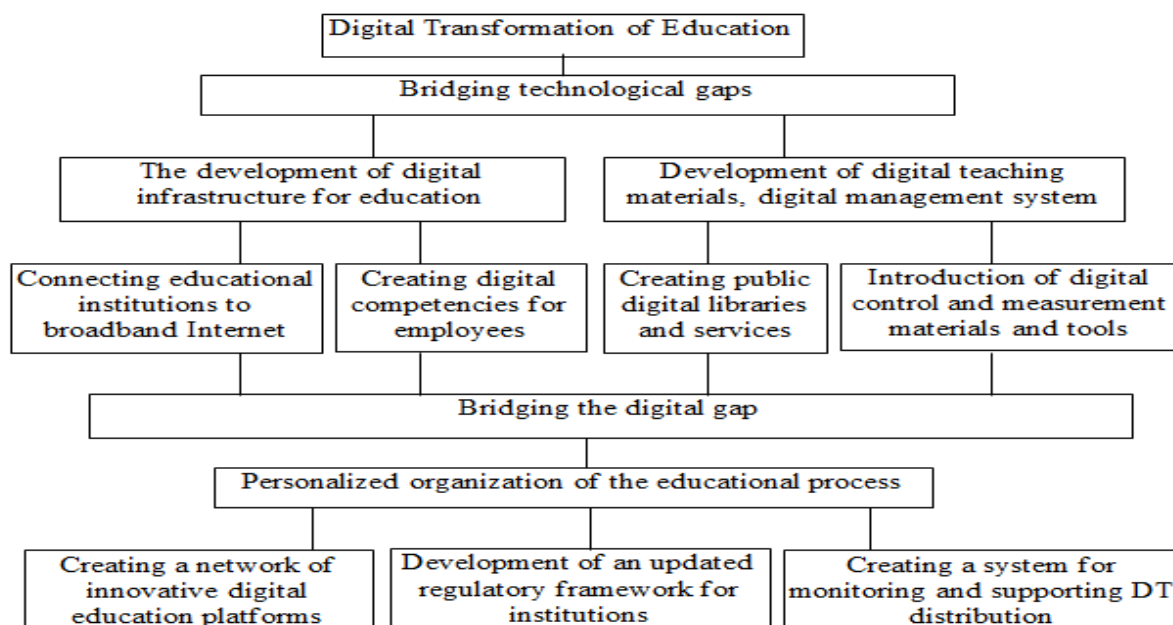 Digital Transformation of Education
Bridging technological gaps
The development of digital
infrastructure for education
Development of digital teaching
materials, digital management system
Connecting educational
institutions to
broadband Internet
Creating digital
competencies for
employees
Creating public
digital libraries
and services
Introduction of digital
control and measurement
materials and tools
Bridging the digital gap
Personalized organization of the educational process
Creating a network of
innovative digital
education platforms
Development of an updated
regulatory framework for
institutions
Creating a system for
monitoring and supporting DT
distribution